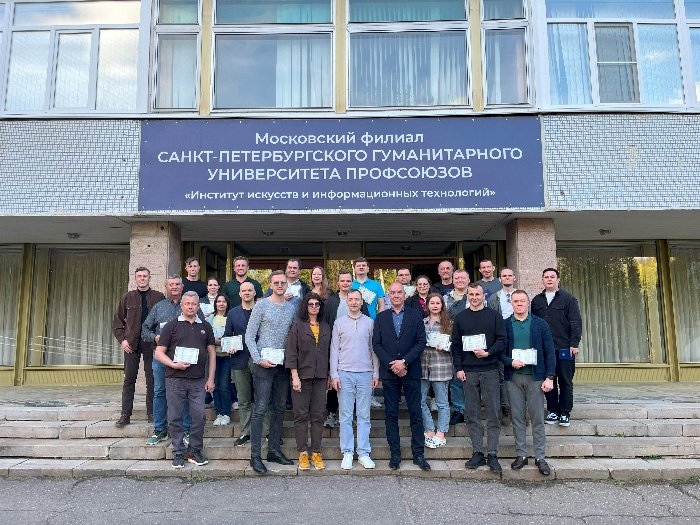 Московский филиал
САНКТ-ПЕТЕРБУРГСКОГО ГУМАНИТАРНОГО
УНИВЕРСИТЕТА ПРОФСОЮЗОВ
«Институт искусств и информационных технологий»